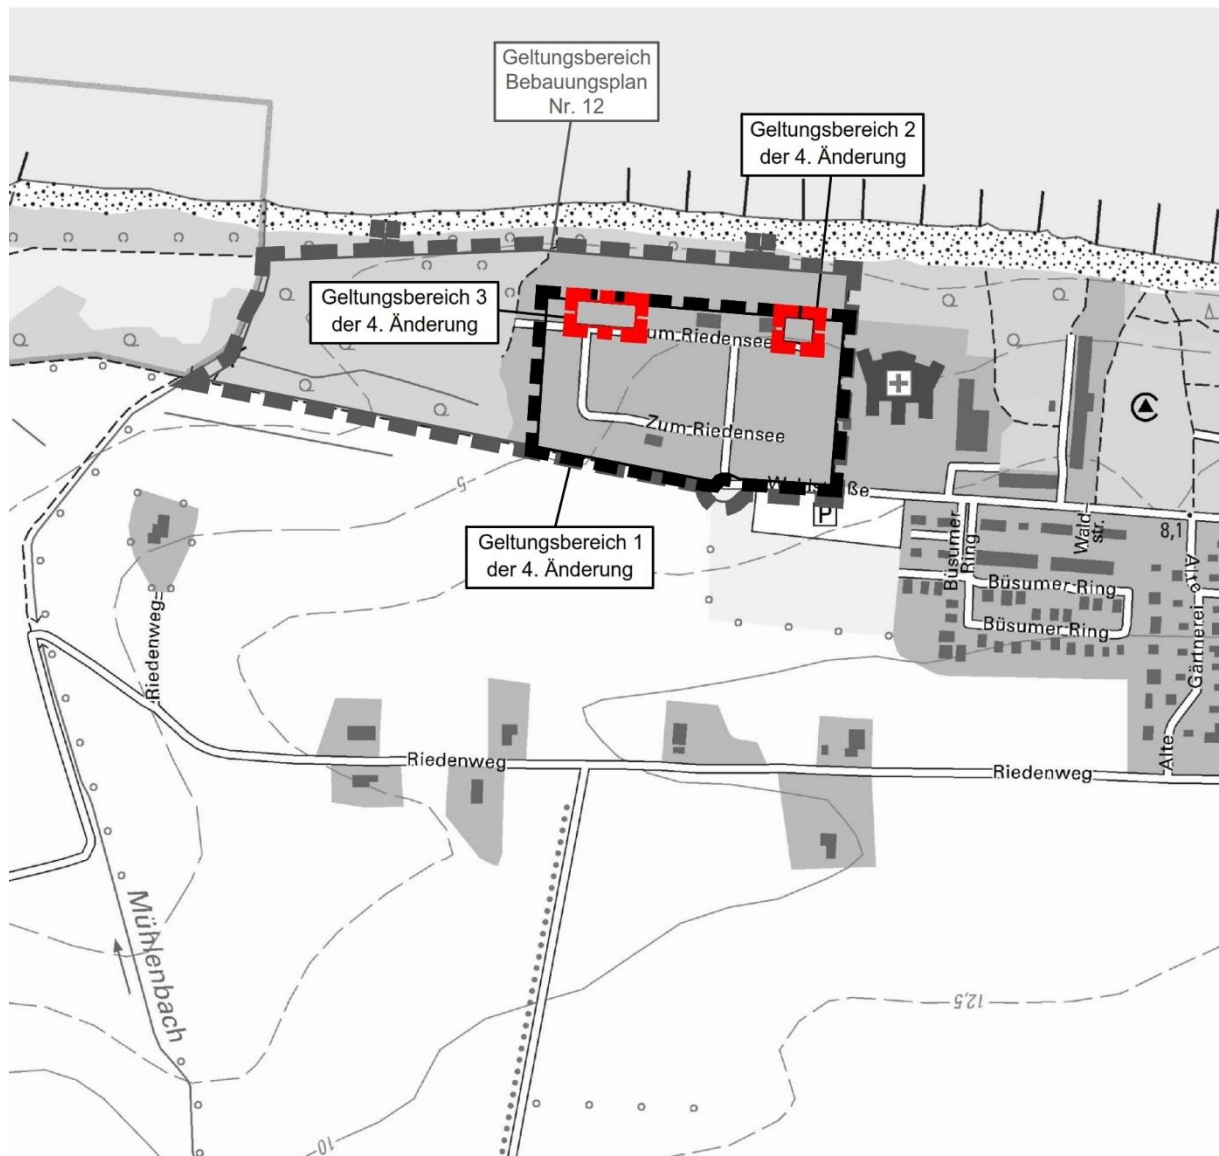 Geltungsbereich
Bebauungsplan
Nr. 12
Geltungsbereich 2
der 4. Änderung
Geltungsbereich 3
der 4. Änderung
Zum-Riedensee
Zum-Riedensee
5
Waldstraße
P
Geltungsbereich 1
der 4. Änderung
Wald
str.
8,1
Büsumer
Ring
Büsumer-Ring
Büsumer-Ring
Alte
Gärtnerei
Riedenweg
Riedenweg
Riedenweg
Alte
Mühlenbach
12,5
10